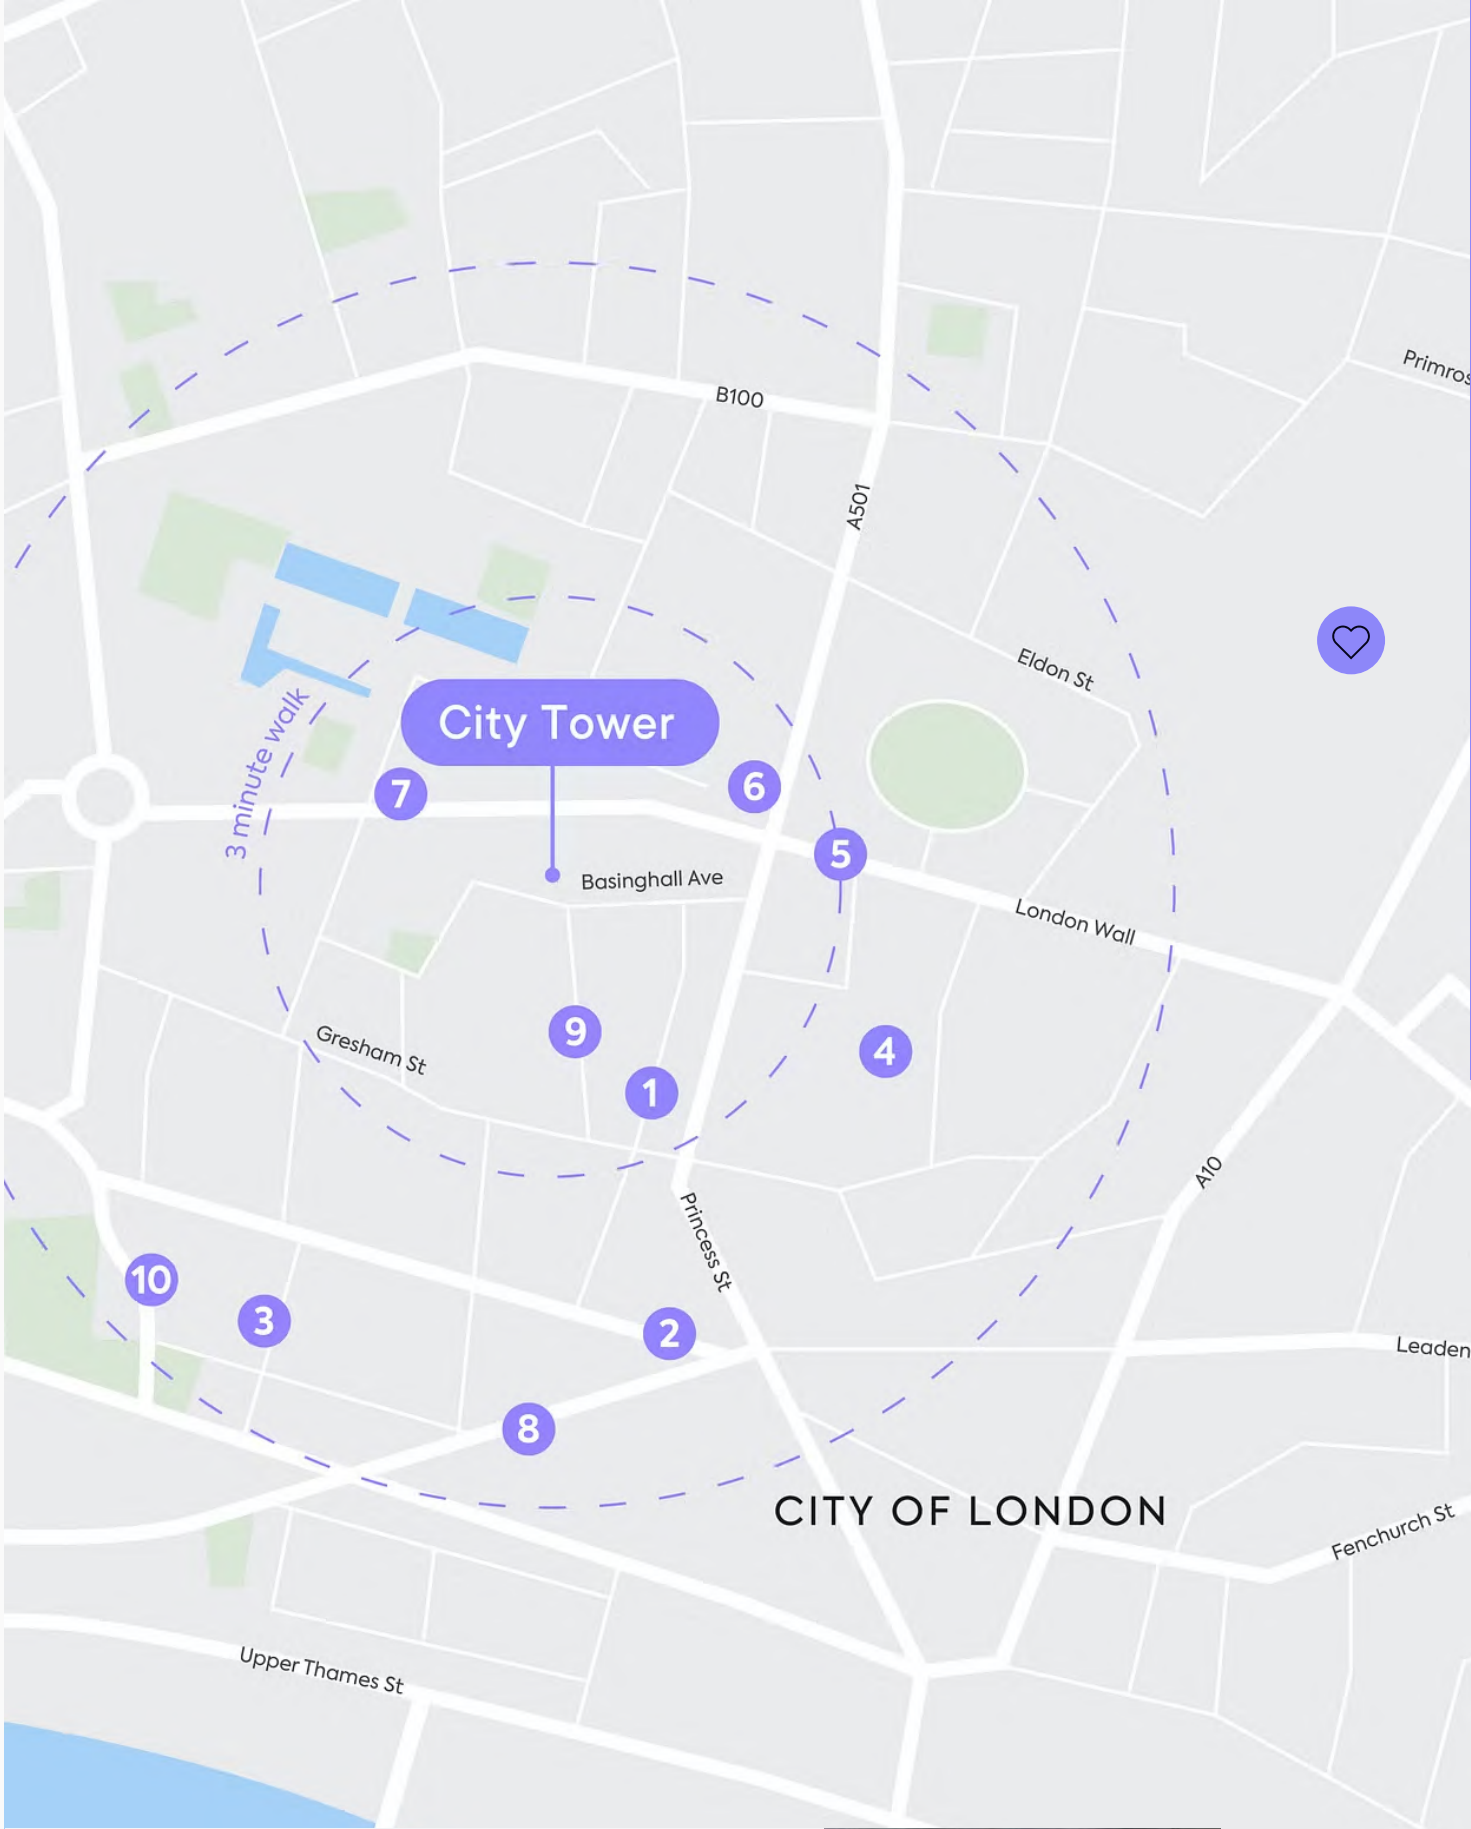 Primros
B100
A501
Eldon St
City Tower
3 minute walk
7
6
5
Basinghall Ave
London Wall
9
4
Gresham St
1
A10
Princess St
10
3
2
Leaden
8
CITY OF LONDON
Fenchurch St
Upper Thames St